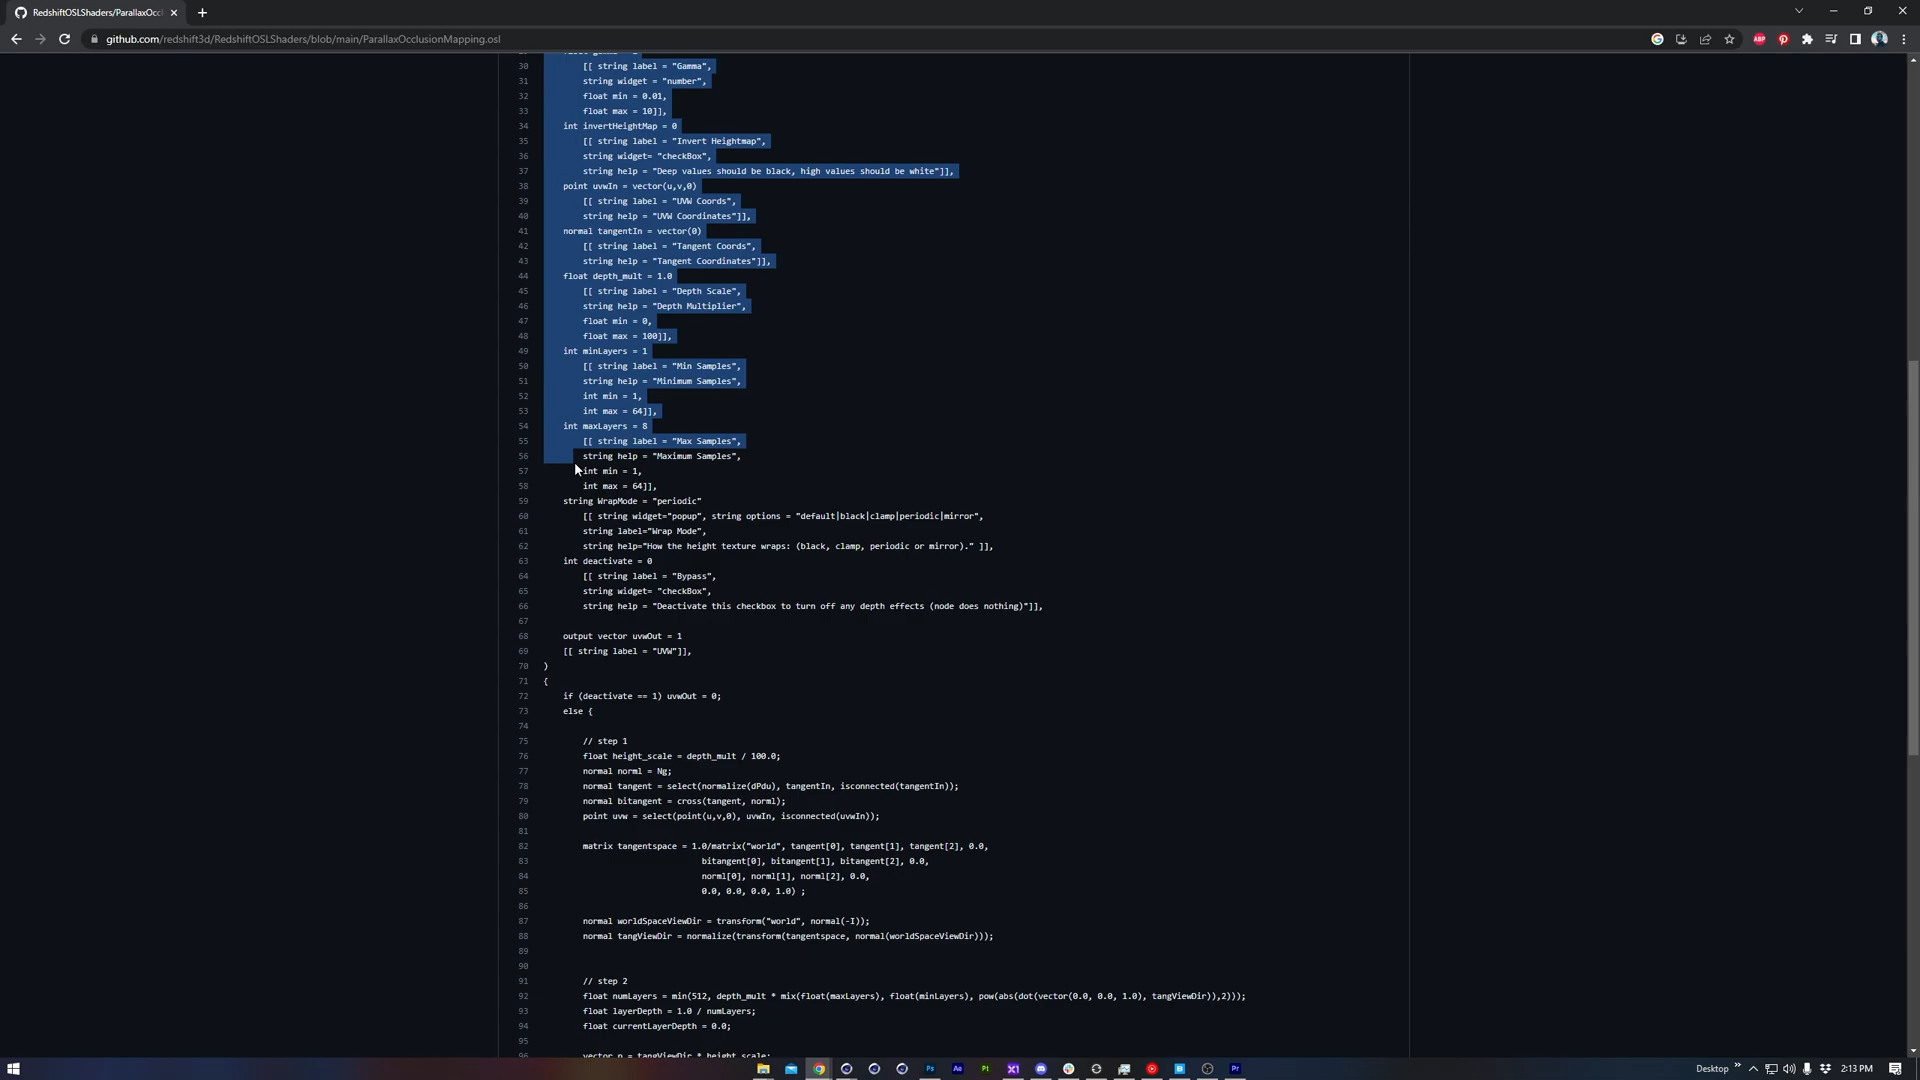 RedshiftOSLShaders/ParallaxOccl
github.com/redshift3d/RedshiftOSLShaders/blob/main/ParallaxOcclusionMapping.osl
30 [[ string label = "Gamma",
31 string widget = "number",
32 float min = 0.01,
33 float max = 10]],
34 int invertHeightMap = 0
35 [[ string label = "Invert Heightmap",
36 string widget= "checkBox",
37 string help = "Deep values should be black, high values should be white"]],
38 point uvwIn = vector(u,v,0)
39 [[ string label = "UVW Coords",
40 string help = "UVW Coordinates"]],
41 normal tangentIn = vector(0)
42 [[ string label = "Tangent Coords",
43 string help = "Tangent Coordinates"]],
44 float depth_mult = 1.0
45 [[ string label = "Depth Scale",
46 string help = "Depth Multiplier",
47 float min = 0,
48 float max = 100]],
49 int minLayers = 1
50 [[ string label = "Min Samples",
51 string help = "Minimum Samples",
52 int min = 1,
53 int max = 64]],
54 int maxLayers = 8
55 [[ string label = "Max Samples",
56 string help = "Maximum Samples",
57 int min = 1,
58 int max = 64]],
59 string WrapMode = "periodic"
60 [[ string widget="popup", string options = "default|black|clamp|periodic|mirror",
61 string label="Wrap Mode",
62 string help="How the height texture wraps: (black, clamp, periodic or mirror)." ]],
63 int deactivate = 0
64 [[ string label = "Bypass",
65 string widget= "checkBox",
66 string help = "Deactivate this checkbox to turn off any depth effects (node does nothing)"]],
67
68 output vector uvwOut = 1
69 [[ string label = "UVW"]],
70 )
71 {
72 if (deactivate == 1) uvwOut = 0;
73 else {
74
75 // step 1
76 float height_scale = depth_mult / 100.0;
77 normal norml = Ng;
78 normal tangent = select(normalize(dPdu), tangentIn, isconnected(tangentIn));
79 normal bitangent = cross(tangent, norml);
80 point uvw = select(point(u,v,0), uvwIn, isconnected(uvwIn));
81
82 matrix tangentspace = 1.0/matrix("world", tangent[0], tangent[1], tangent[2], 0.0,
83 bitangent[0], bitangent[1], bitangent[2], 0.0,
84 norml[0], norml[1], norml[2], 0.0,
85 0.0, 0.0, 0.0, 1.0) ;
86
87 normal worldSpaceViewDir = transform("world", normal(-I));
88 normal tangViewDir = normalize(transform(tangentspace, normal(worldSpaceViewDir)));
89
90
91 // step 2
92 float numLayers = min(512, depth_mult * mix(float(maxLayers), float(minLayers), pow(abs(dot(vector(0.0, 0.0, 1.0), tangViewDir)),2)));
93 float layerDepth = 1.0 / numLayers;
94 float currentLayerDepth = 0.0;
95
96 vector p = tangViewDir * height_scale;
ABP
Ps
Ae
Pt
X1
Pr
Desktop
2:13 PM